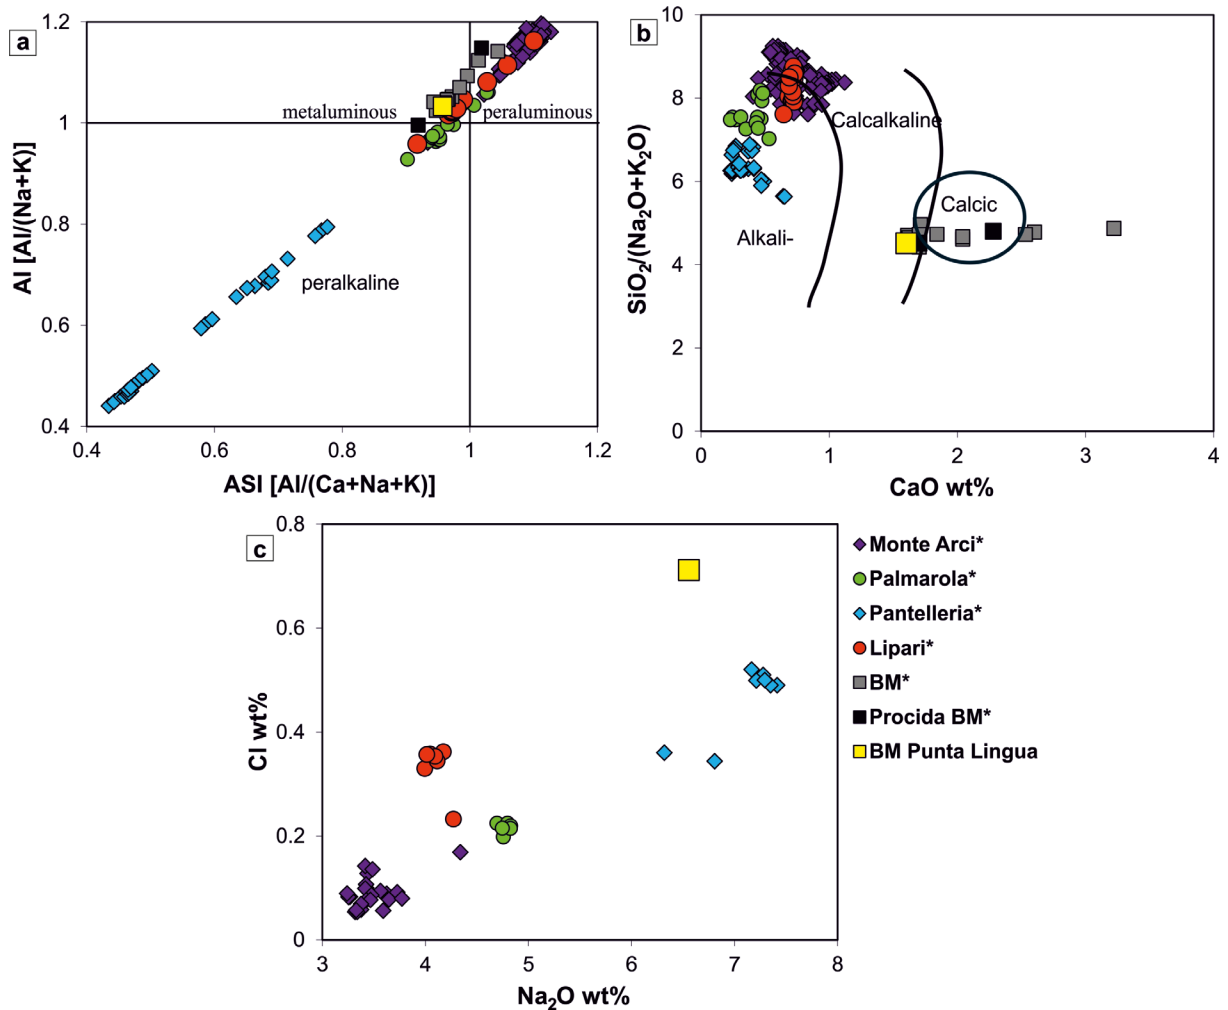 a
1.2
1
0.8
0.6
0.4
AI [Al/(Na+K)]
metaluminous
peraluminous
peralkaline
0.4
0.6
0.8
1
1.2
ASI [Al/(Ca+Na+K)]
b
10
8
6
4
2
0
SiO₂/(Na₂O+K₂O)
Calcalkaline
Calcic
Alkali-
0
1
2
3
4
CaO wt%
c
0.8
0.6
0.4
0.2
0
Cl wt%
3
4
5
6
7
8
Na₂O wt%
Monte Arci*
Palmarola*
Pantelleria*
Lipari*
BM*
Procida BM*
BM Punta Lingua